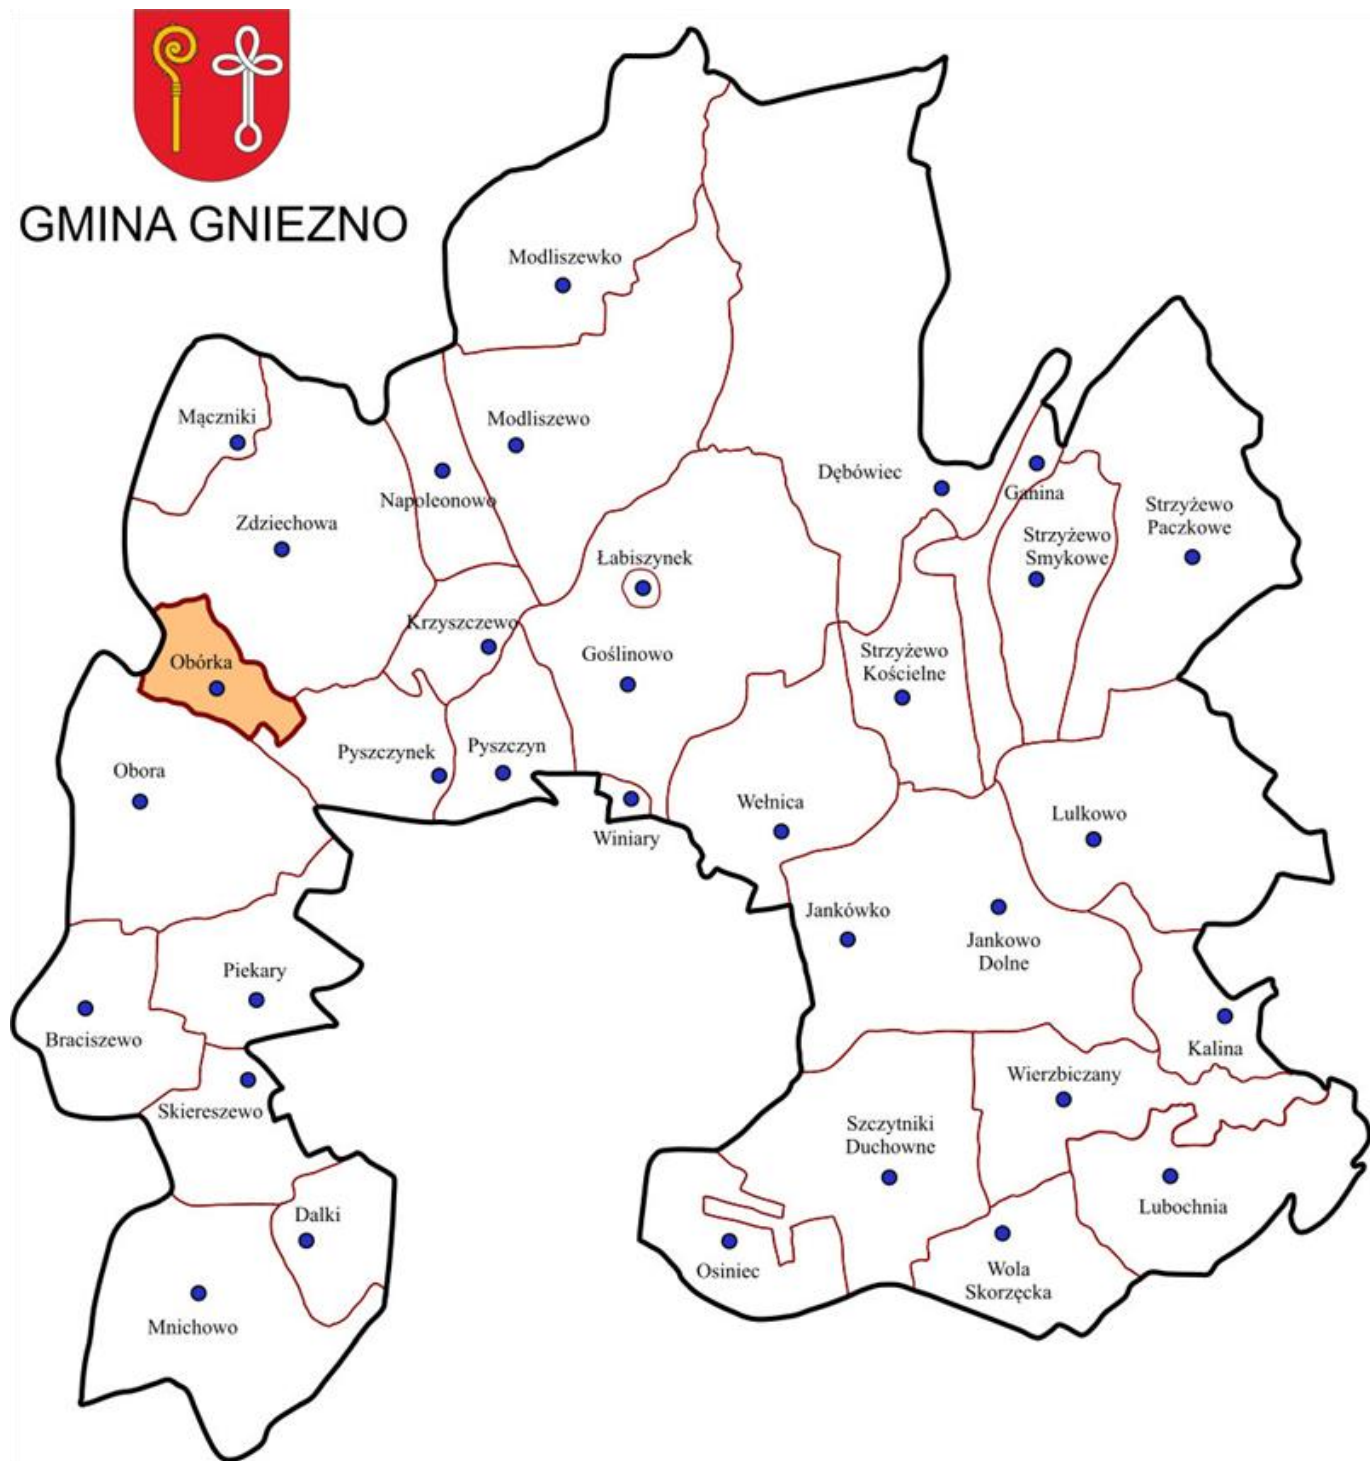 GMINA GNIEZNO
Modliszewko
Mączniki
Modliszewo
Napoleonowo
Dębówiec
Ganina
Strzyżewo
Paczkowe
Zdziechowa
Strzyżewo
Smykowe
Łabiszynek
Krzyszczewo
Obórka
Goślinowo
Strzyżewo
Kościelne
Pyszczynek
Pyszczyn
Obora
Winiary
Wełnica
Lulkowo
Jankówko
Jankowo
Dolne
Piekary
Braciszewo
Kalina
Skiereszewo
Wierzbiczany
Szczytniki
Duchowne
Lubochnia
Dalki
Osiniec
Wola
Skorzęcka
Mnichowo